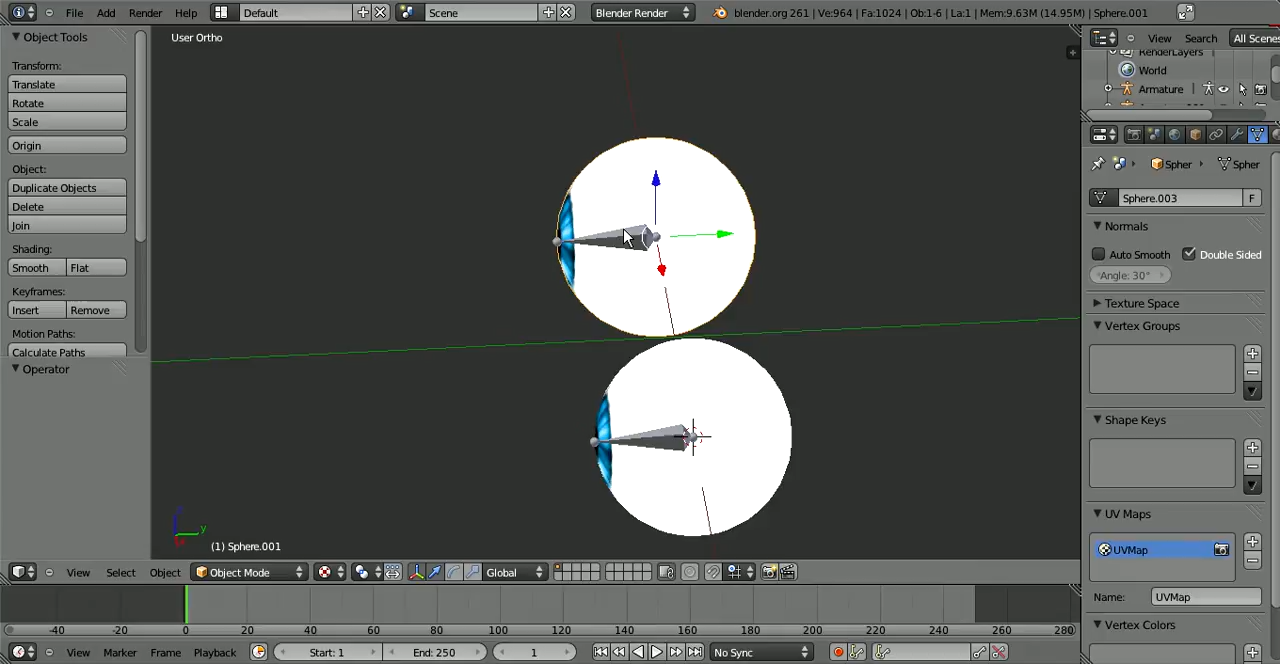 File Add Render Help Default Scene Blender Render blender.org 261 | Ve:964 | Fa:1024 | Ob:1-6 | La:1 | Mem:9.63M (14.95M) | Sphere.001
Object Tools
Transform:
Translate
Rotate
Scale
Origin
Object:
Duplicate Objects
Delete
Join
Shading:
Smooth Flat
Keyframes:
Insert Remove
Motion Paths:
Calculate Paths
Operator
User Ortho
z
y
(1) Sphere.001
View Select Object Object Mode Global
-40 -20 0 20 40 60 80 100 120 140 160 180 200 220 240 260 280
View Marker Frame Playback Start: 1 End: 250 1 No Sync
View Search All Scenes
RenderLayers
World
Armature
Spher Spher
Sphere.003 F
Normals
Auto Smooth Double Sided
Angle: 30°
Texture Space
Vertex Groups
Shape Keys
UV Maps
UVMap
Name: UVMap
Vertex Colors